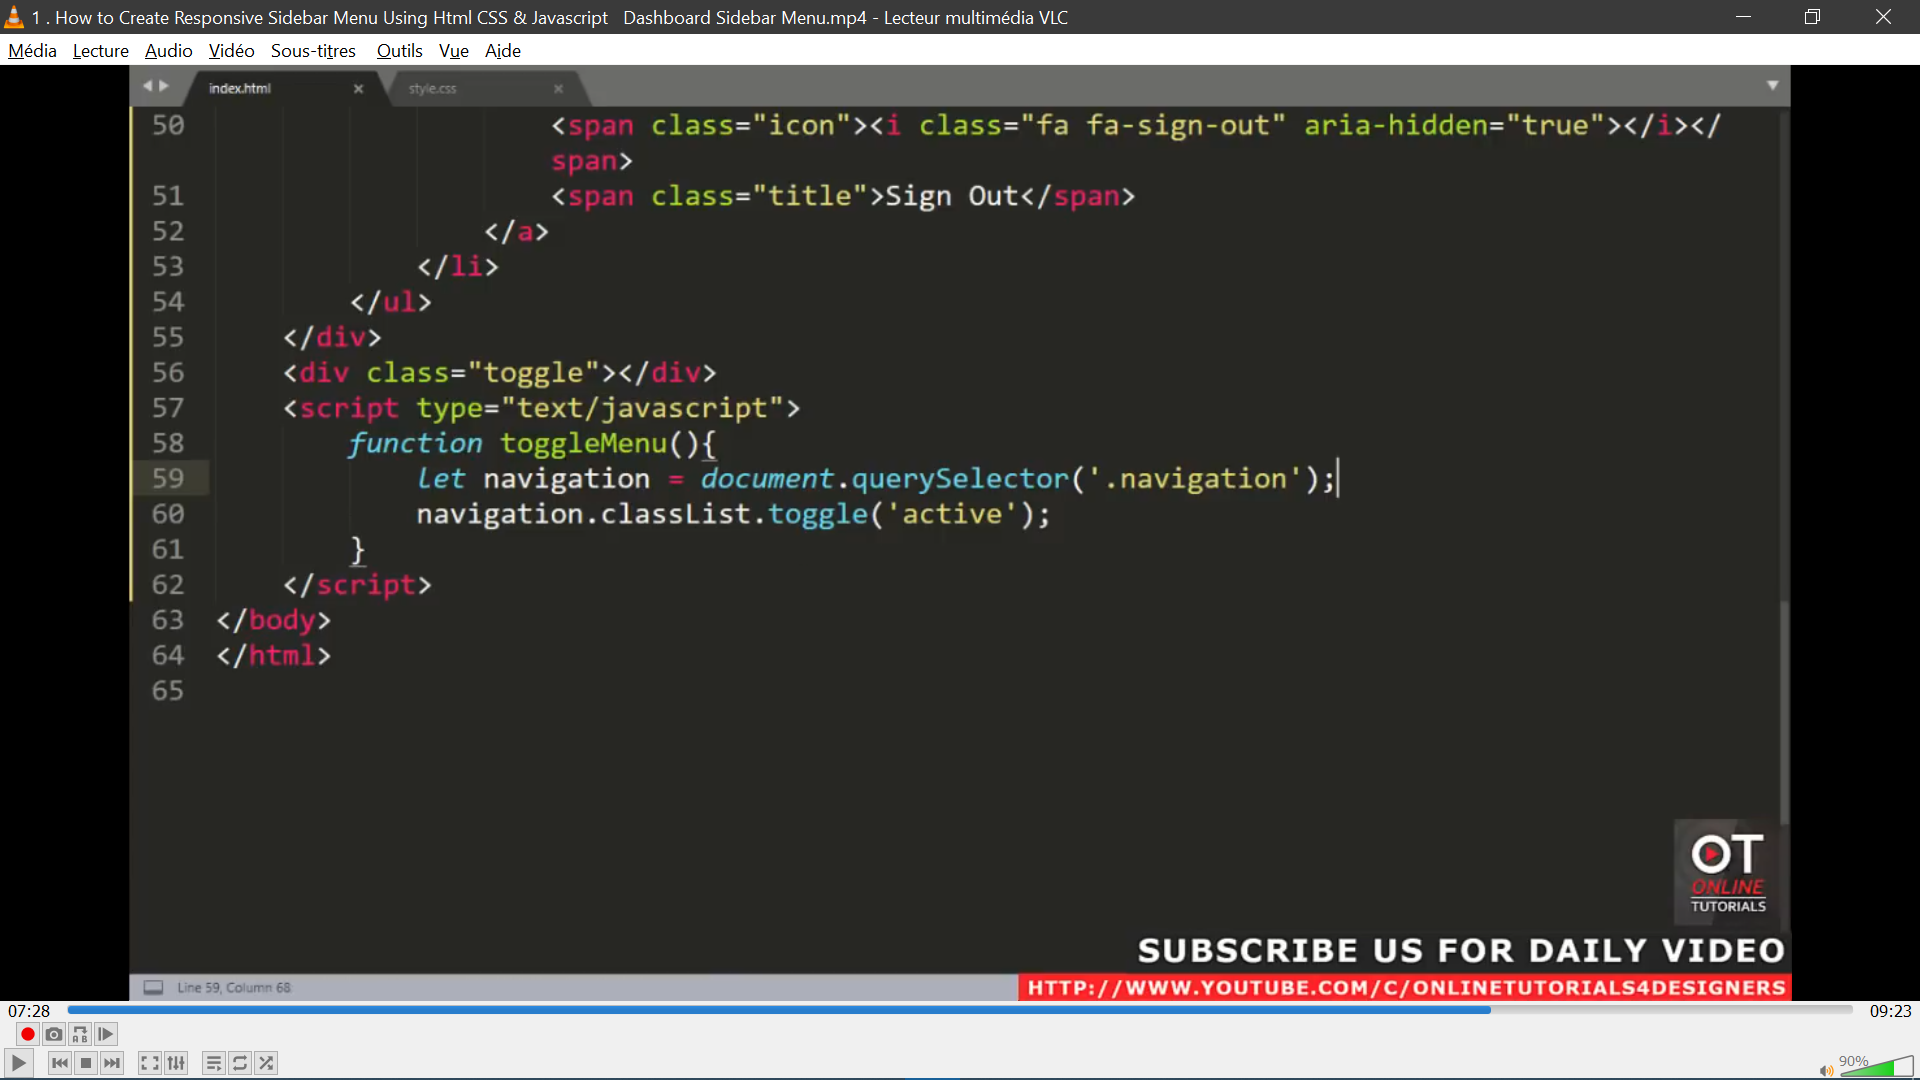 1 . How to Create Responsive Sidebar Menu Using Html CSS & Javascript   Dashboard Sidebar Menu.mp4 - Lecteur multimédia VLC
Média Lecture Audio Vidéo Sous-titres Outils Vue Aide
index.html style.css
50 <span class="icon"><i class="fa fa-sign-out" aria-hidden="true"></i></
span>
51 <span class="title">Sign Out</span>
52 </a>
53 </li>
54 </ul>
55 </div>
56 <div class="toggle"></div>
57 <script type="text/javascript">
58 function toggleMenu(){
59 let navigation = document.querySelector('.navigation');
60 navigation.classList.toggle('active');
61 }
62 </script>
63 </body>
64 </html>
65
OT
ONLINE
TUTORIALS
SUBSCRIBE US FOR DAILY VIDEO
Line 59, Column 68
HTTP://WWW.YOUTUBE.COM/C/ONLINETUTORIALS4DESIGNERS
07:28 09:23
90%